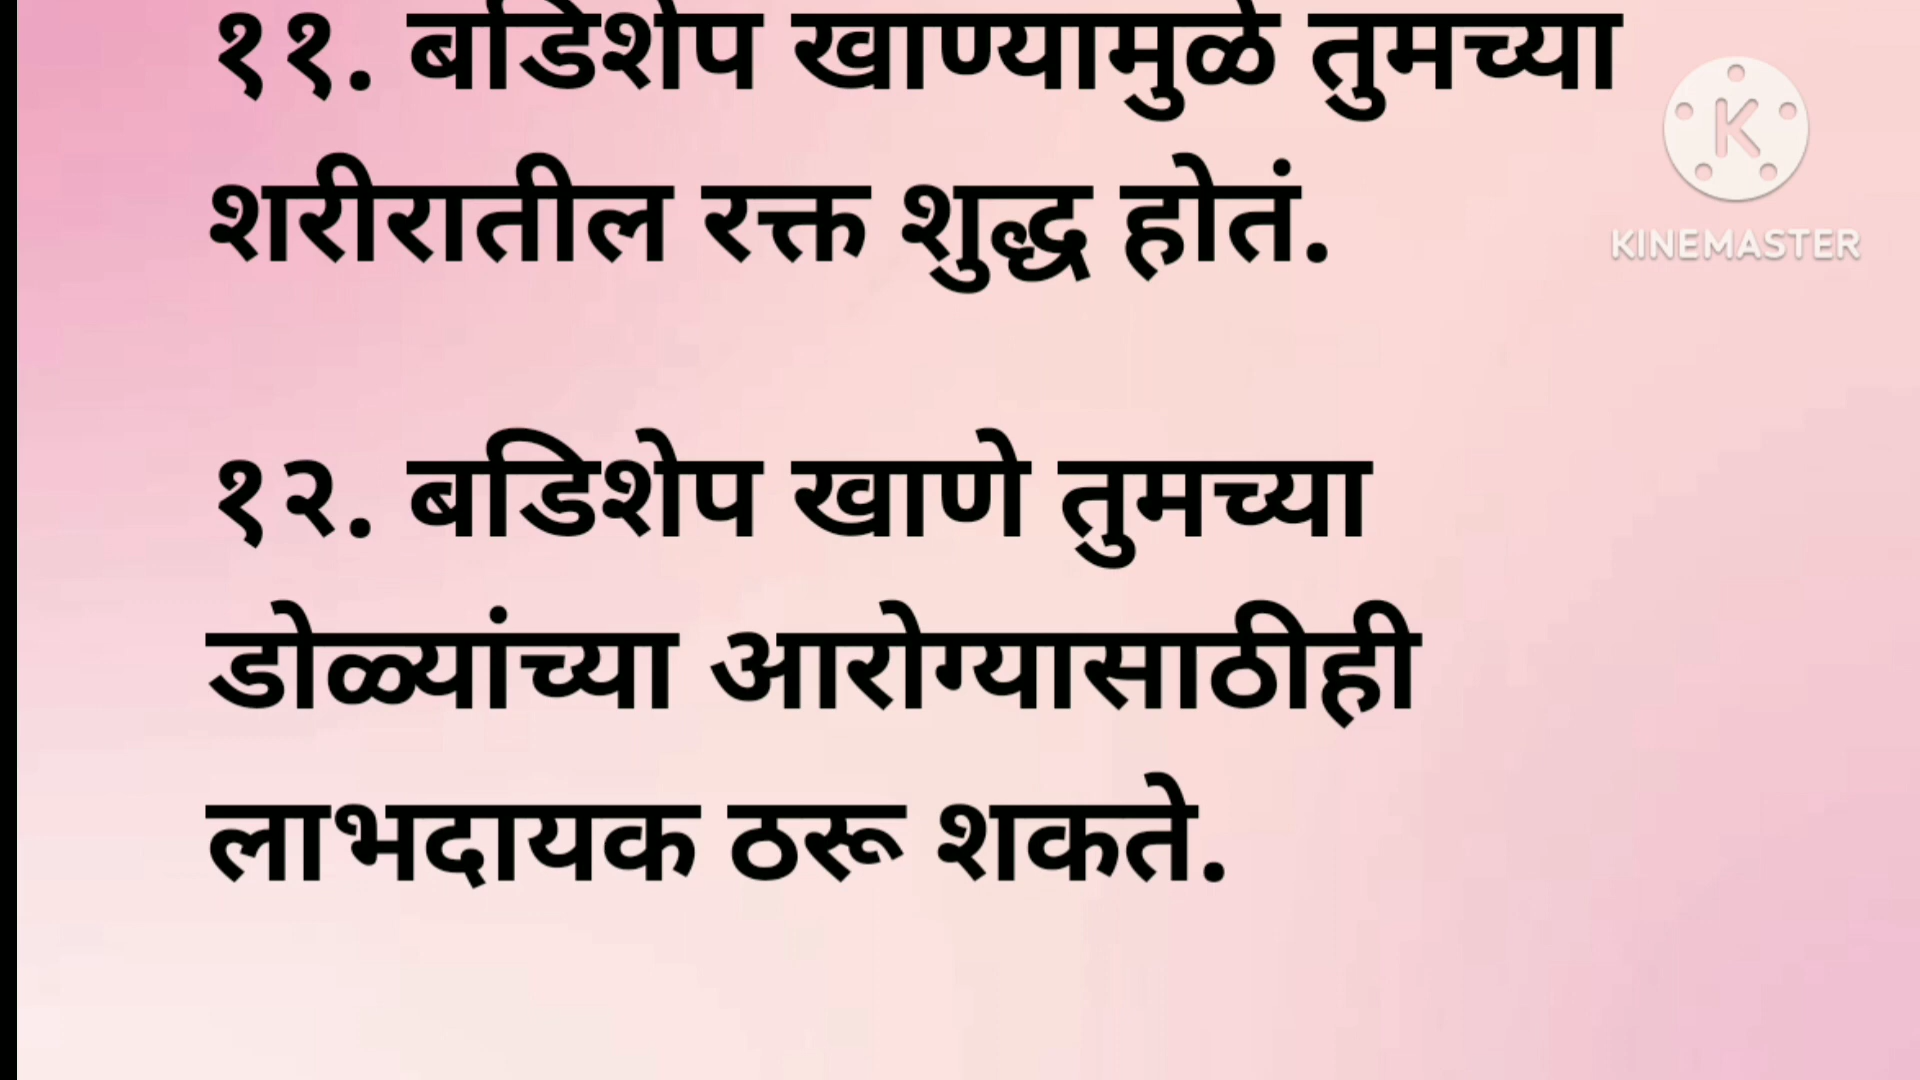 ११. बडिशेप खाण्यामुळे तुमच्या
शरीरातील रक्त शुद्ध होतं.
K
KINEMASTER
१२. बडिशेप खाणे तुमच्या
डोळ्यांच्या आरोग्यासाठीही
लाभदायक ठरू शकते.